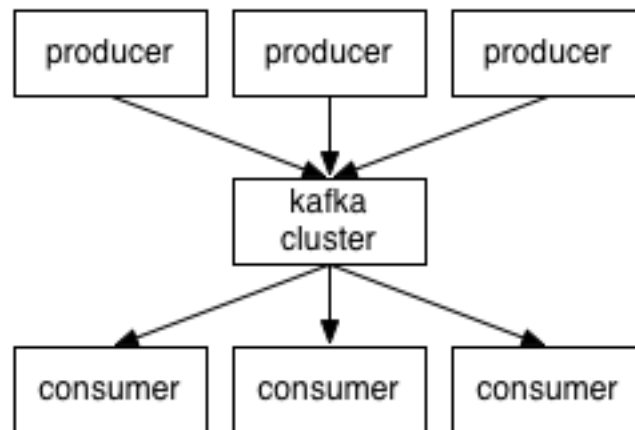 producer
producer
producer
kafka
cluster
consumer
consumer
consumer